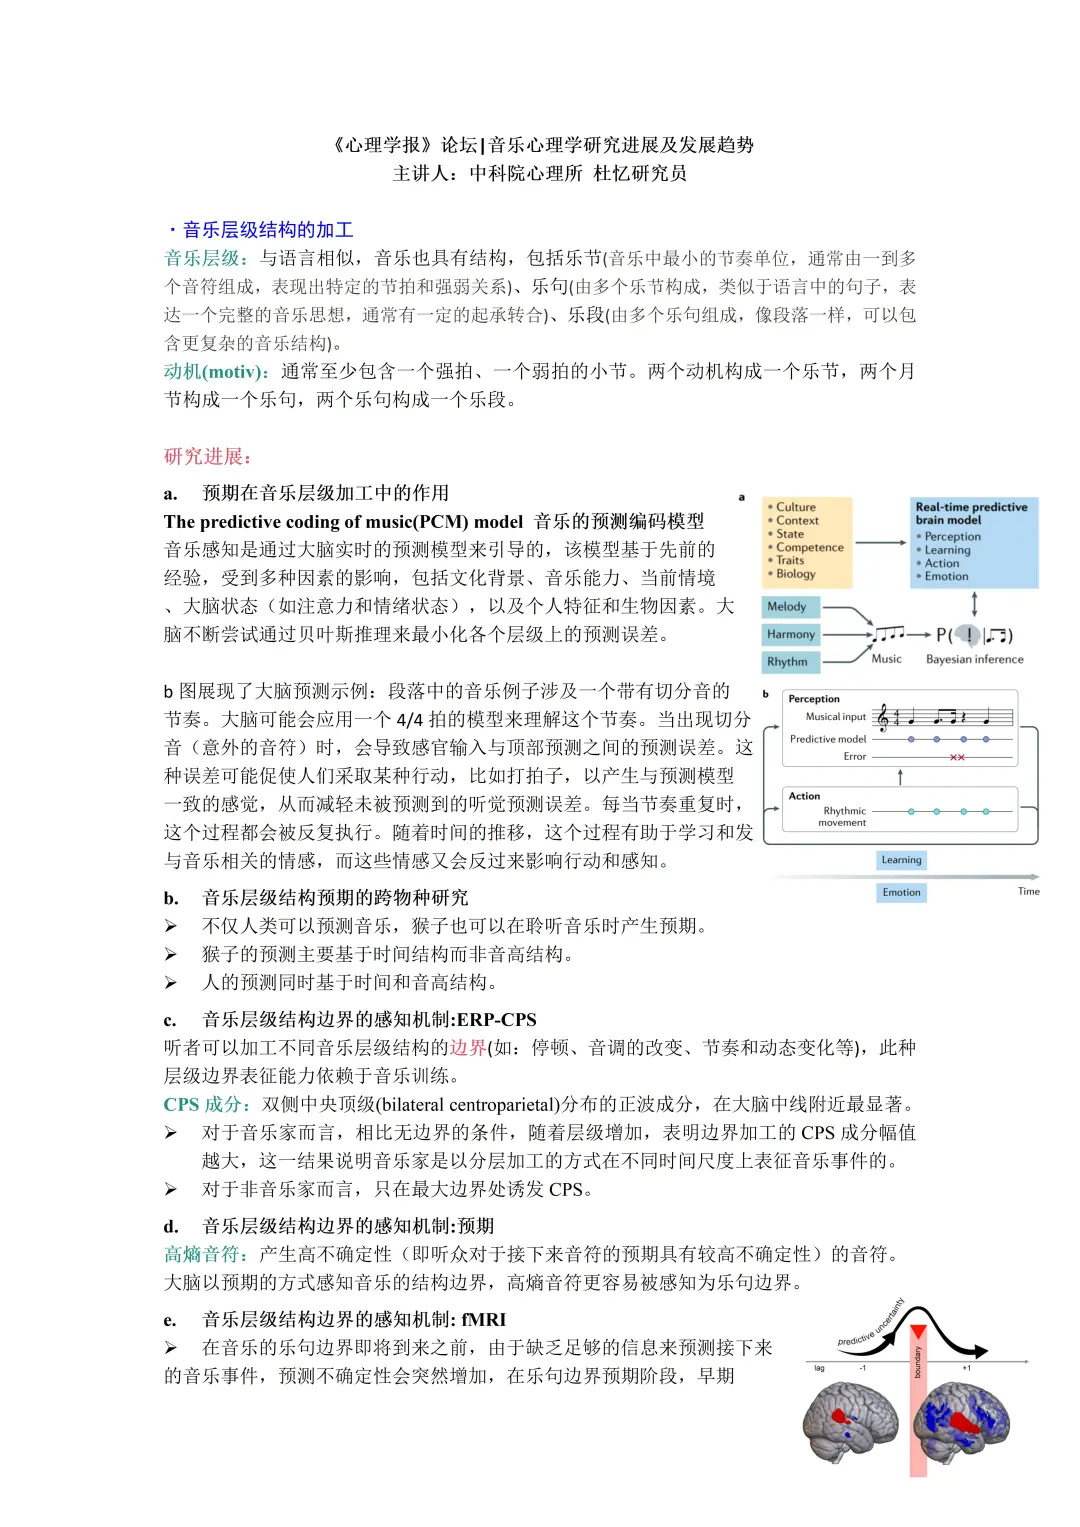 《心理学报》论坛|音乐心理学研究进展及发展趋势
主讲人：中科院心理所 杜忆研究员
·音乐层级结构的加工
音乐层级：与语言相似，音乐也具有结构，包括乐节(音乐中最小的节奏单位，通常由一到多
个音符组成，表现出特定的节拍和强弱关系)、乐句(由多个乐节构成，类似于语言中的句子，表
达一个完整的音乐思想，通常有一定的起承转合)、乐段(由多个乐句组成，像段落一样，可以包
含更复杂的音乐结构)。
动机(motiv)：通常至少包含一个强拍、一个弱拍的小节。两个动机构成一个乐节，两个月
节构成一个乐句，两个乐句构成一个乐段。
研究进展：
a. 预期在音乐层级加工中的作用
The predictive coding of music(PCM) model 音乐的预测编码模型
音乐感知是通过大脑实时的预测模型来引导的，该模型基于先前的
经验，受到多种因素的影响，包括文化背景、音乐能力、当前情境
、大脑状态（如注意力和情绪状态），以及个人特征和生物因素。大
脑不断尝试通过贝叶斯推理来最小化各个层级上的预测误差。
a
• Culture
• Context
• State
• Competence
• Traits
• Biology
Real-time predictive
brain model
• Perception
• Learning
• Action
• Emotion
Melody
Harmony
Rhythm
Music
P( | )
Bayesian inference
b 图展现了大脑预测示例：段落中的音乐例子涉及一个带有切分音的
节奏。大脑可能会应用一个 4/4 拍的模型来理解这个节奏。当出现切分
音（意外的音符）时，会导致感官输入与顶部预测之间的预测误差。这
种误差可能促使人们采取某种行动，比如打拍子，以产生与预测模型
一致的感觉，从而减轻未被预测到的听觉预测误差。每当节奏重复时，
这个过程都会被反复执行。随着时间的推移，这个过程有助于学习和发
与音乐相关的情感，而这些情感又会反过来影响行动和感知。
b
Perception
Musical input
Predictive model
Error
Action
Rhythmic
movement
Learning
Emotion
Time
b. 音乐层级结构预期的跨物种研究
➢ 不仅人类可以预测音乐，猴子也可以在聆听音乐时产生预期。
➢ 猴子的预测主要基于时间结构而非音高结构。
➢ 人的预测同时基于时间和音高结构。
c. 音乐层级结构边界的感知机制:ERP-CPS
听者可以加工不同音乐层级结构的边界(如：停顿、音调的改变、节奏和动态变化等)，此种
层级边界表征能力依赖于音乐训练。
CPS 成分：双侧中央顶级(bilateral centroparietal)分布的正波成分，在大脑中线附近最显著。
➢ 对于音乐家而言，相比无边界的条件，随着层级增加，表明边界加工的 CPS 成分幅值
越大，这一结果说明音乐家是以分层加工的方式在不同时间尺度上表征音乐事件的。
➢ 对于非音乐家而言，只在最大边界处诱发 CPS。
d. 音乐层级结构边界的感知机制:预期
高熵音符：产生高不确定性（即听众对于接下来音符的预期具有较高不确定性）的音符。
大脑以预期的方式感知音乐的结构边界，高熵音符更容易被感知为乐句边界。
e. 音乐层级结构边界的感知机制: fMRI
➢ 在音乐的乐句边界即将到来之前，由于缺乏足够的信息来预测接下来
的音乐事件，预测不确定性会突然增加，在乐句边界预期阶段，早期
predictive uncertainty
boundary
lag
-1
+1